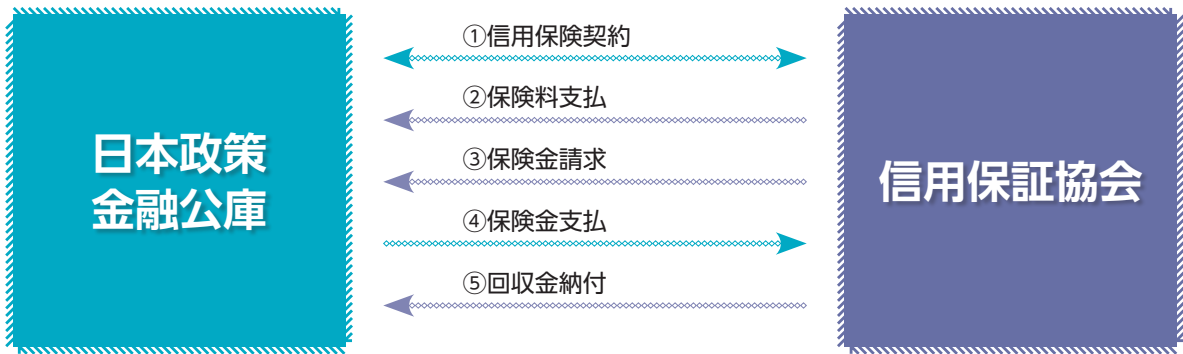 日本政策
金融公庫
①信用保険契約
②保険料支払
③保険金請求
④保険金支払
⑤回収金納付
信用保証協会